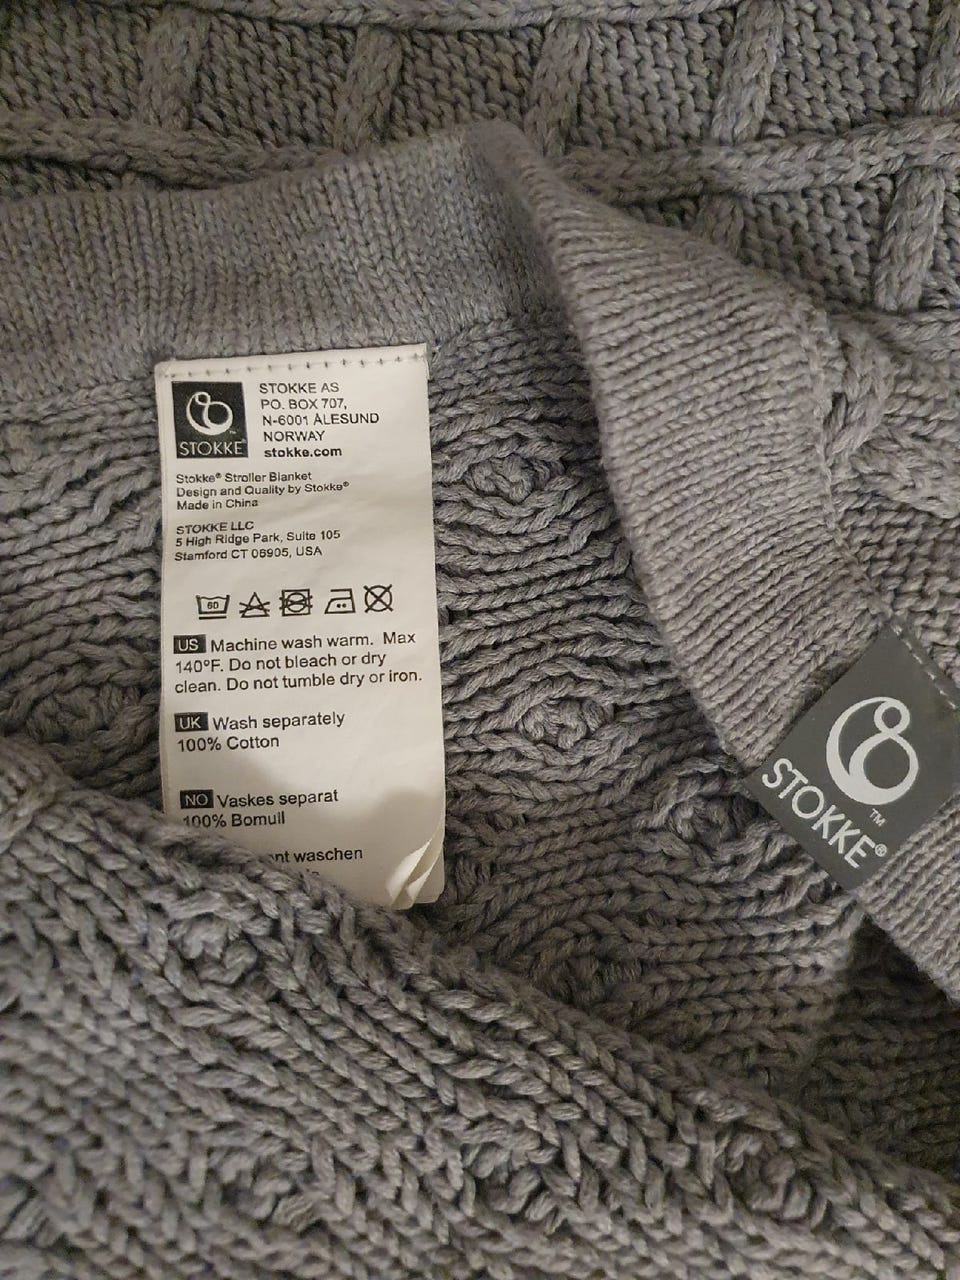 STOKKE
STOKKE AS
PO. BOX 707,
N-6001 ÅLESUND
NORWAY
stokke.com
Stokke® Stroller Blanket
Design and Quality by Stokke®
Made in China
STOKKE LLC
5 High Ridge Park, Suite 105
Stamford CT 06905, USA
60
US Machine wash warm. Max
140°F. Do not bleach or dry
clean. Do not tumble dry or iron.
UK Wash separately
100% Cotton
NO Vaskes separat
100% Bomull
waschen
STOKKE®
TM